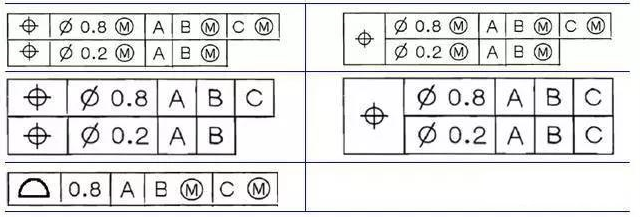 ⌖ ⌀ 0.8 Ⓜ A B Ⓜ C Ⓜ
⌖ ⌀ 0.2 Ⓜ A B Ⓜ
⌖ ⌀ 0.8 Ⓜ A B Ⓜ C Ⓜ
⌀ 0.2 Ⓜ A B Ⓜ
⌖ ⌀ 0.8 A B C
⌖ ⌀ 0.2 A B
⌖ ⌀ 0.8 A B C
⌀ 0.2 A B C
⌓ 0.8 A B Ⓜ C Ⓜ